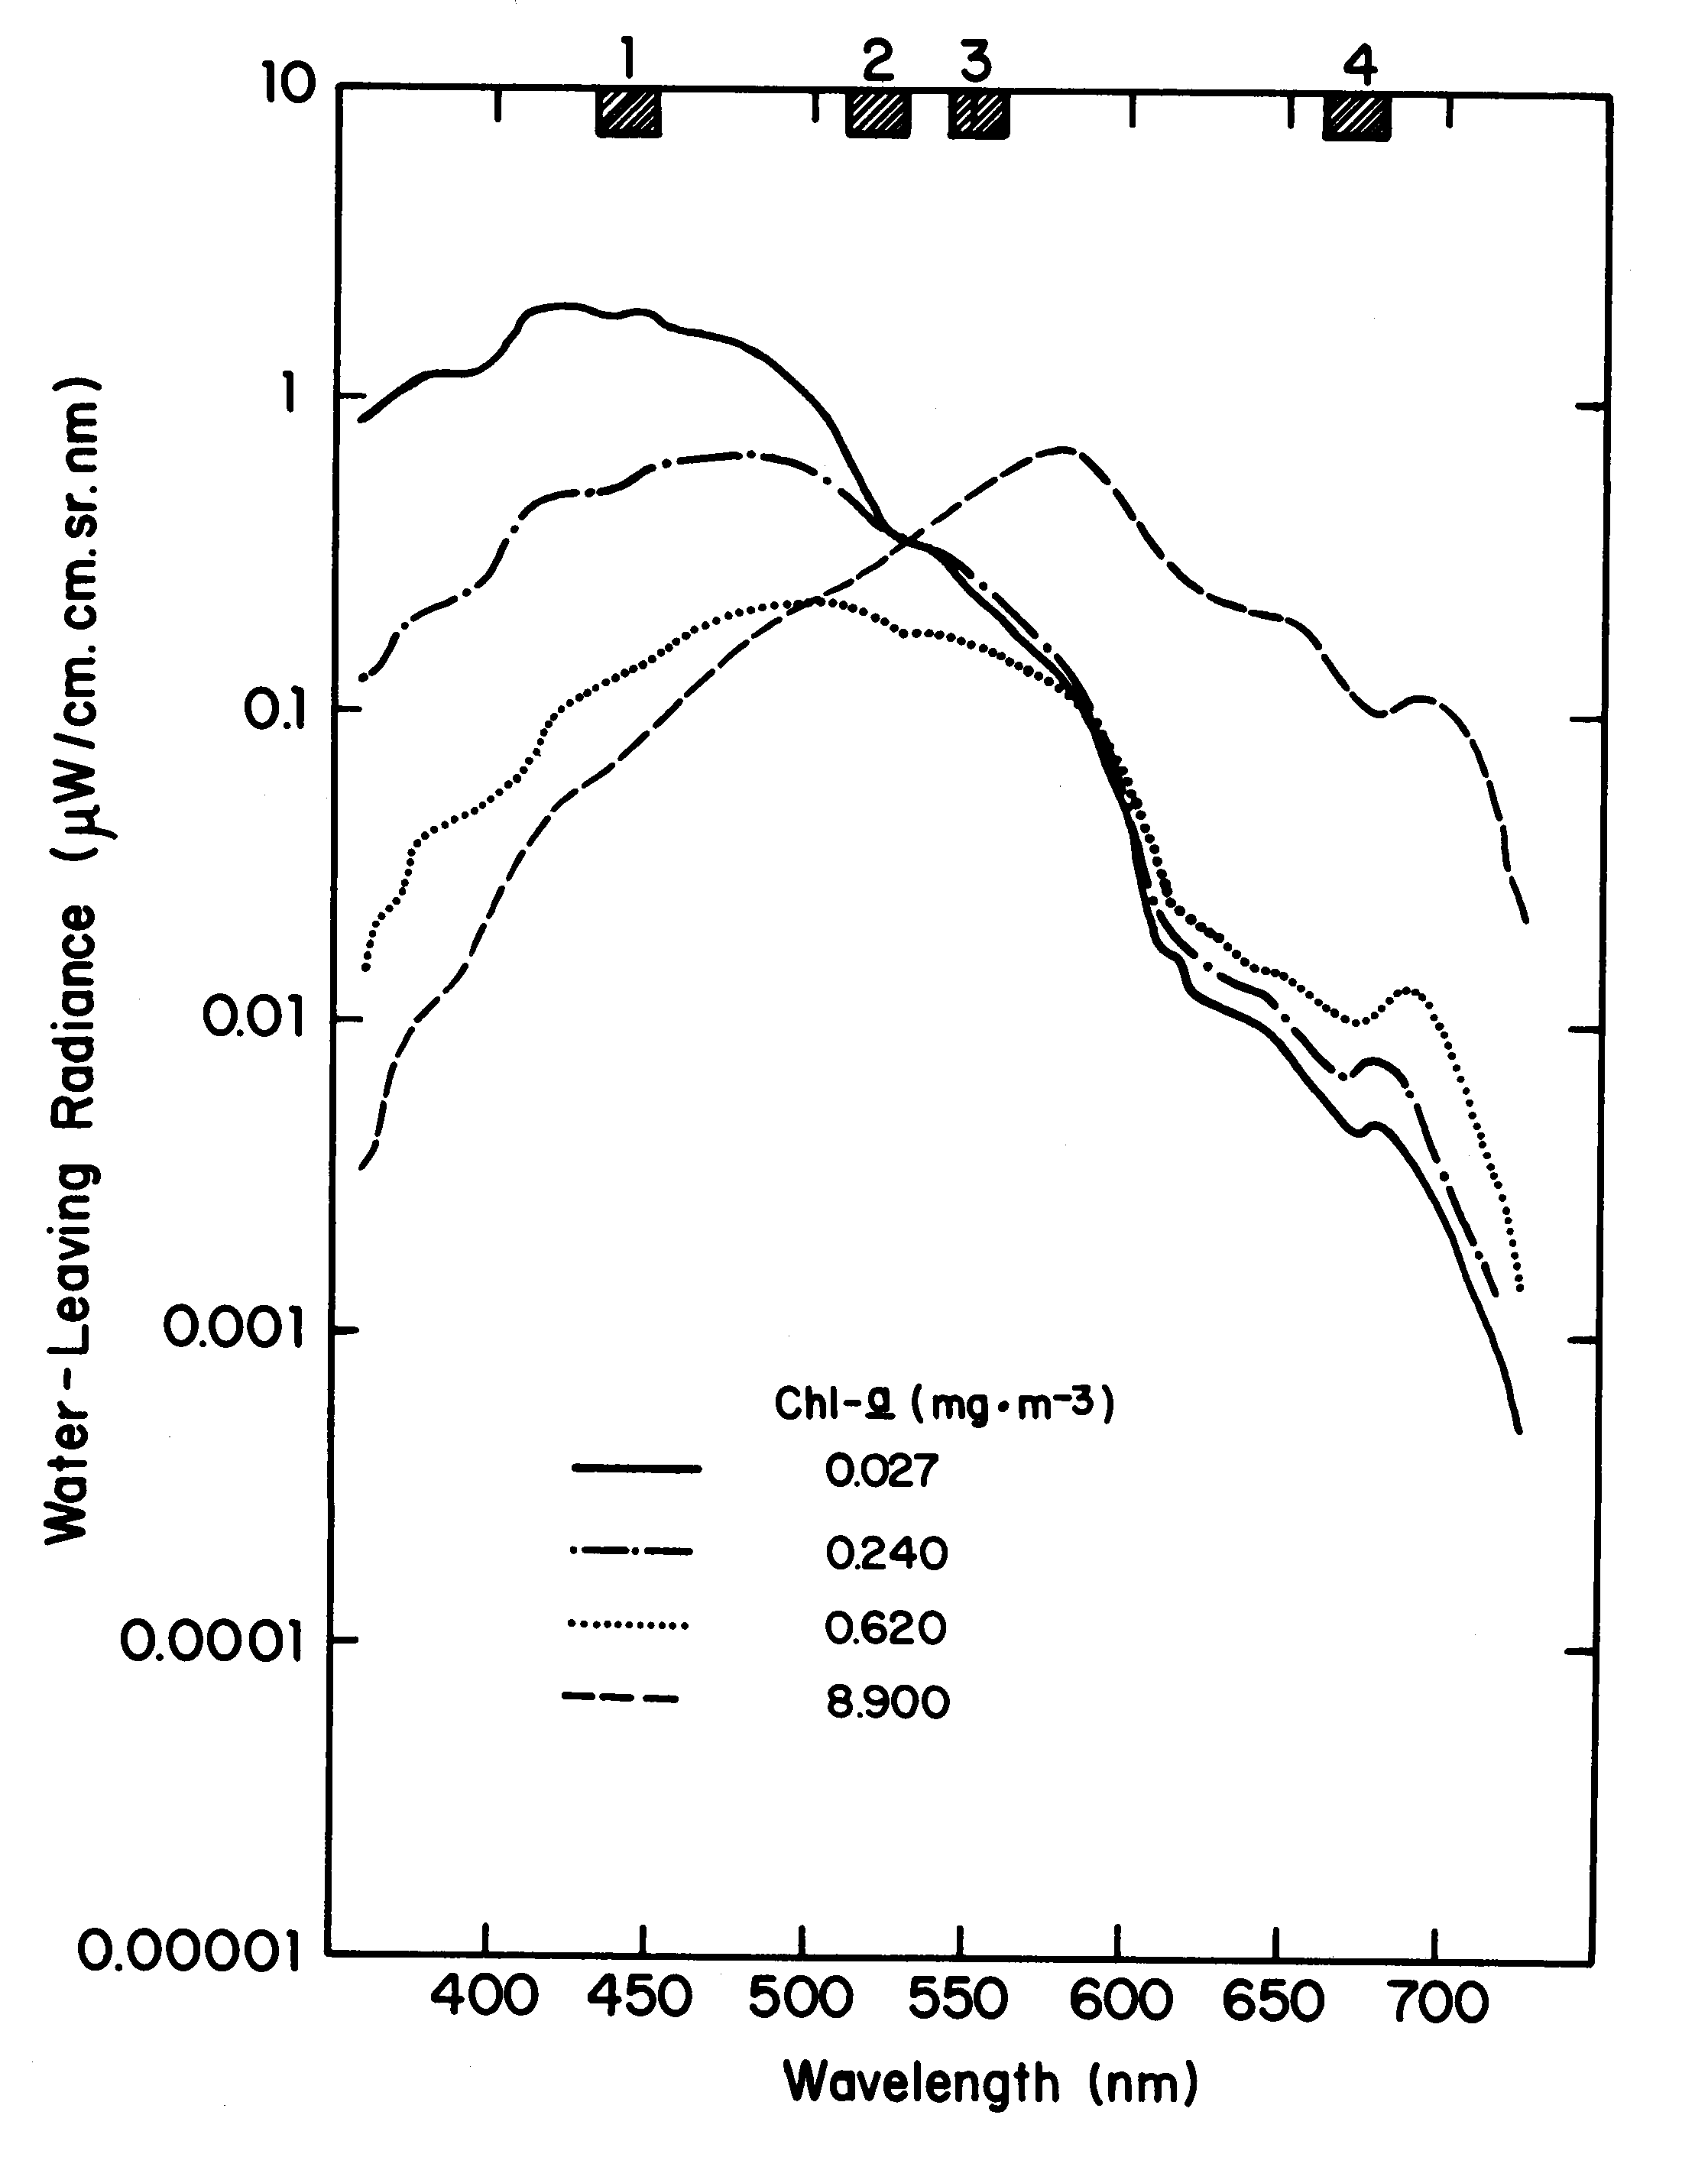 1 2 3 4
10
1
0.1
0.01
0.001
0.0001
0.00001
Water-Leaving Radiance (μW/cm.cm.sr.nm)
Chl-a (mg·m-3)
0.027
0.240
0.620
8.900
400 450 500 550 600 650 700
Wavelength (nm)